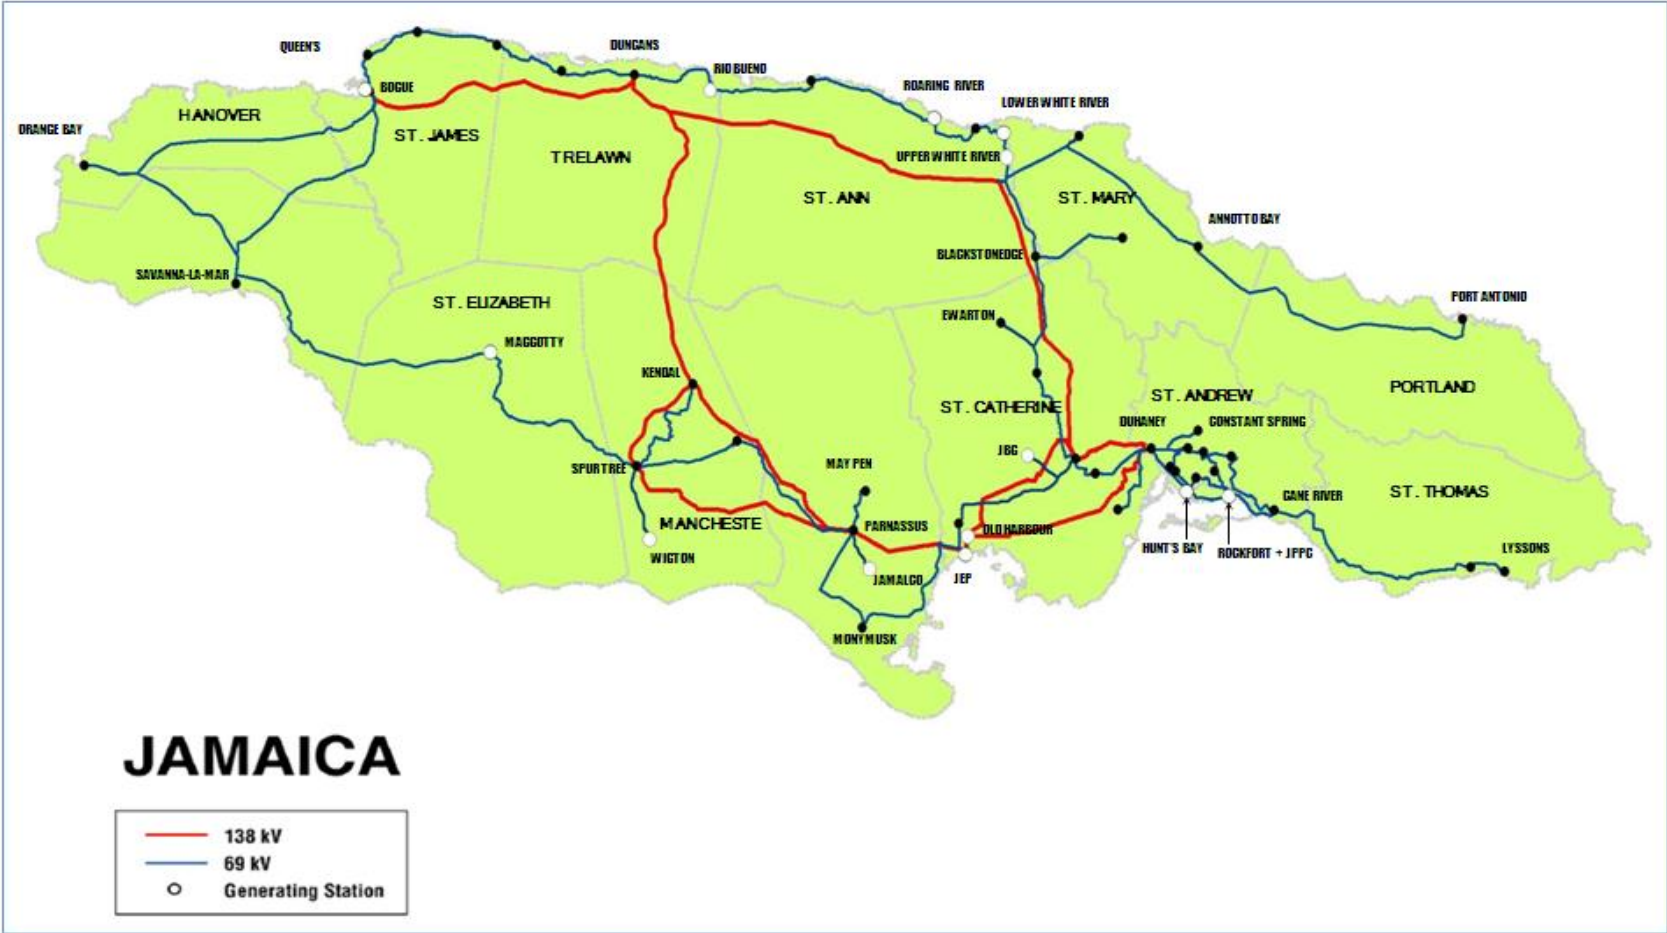 QUEEN'S
DUNCANS
RIO BUENO
BOGUE
ROARING RIVER
LOWER WHITE RIVER
HANOVER
ORANGE BAY
ST. JAMES
TRELAWN
UPPER WHITE RIVER
ST. ANN
ST. MARY
ANNOTTO BAY
BLACKSTONEDGE
SAVANNA-LA-MAR
ST. ELIZABETH
PORT ANTONIO
EWARTON
MAGGOTTY
KENDAL
PORTLAND
ST. ANDREW
ST. CATHERINE
DUHANEY
CONSTANT SPRING
JBG
MAY PEN
SPUR TREE
ST. THOMAS
CANE RIVER
MANCHESTE
PARNASSUS
OLD HARBOUR
HUNT'S BAY
ROCKFORT + JPPC
LYSSONS
WIGTON
JAMALCO
JEP
MONYMUSK
JAMAICA
138 kV
69 kV
Generating Station